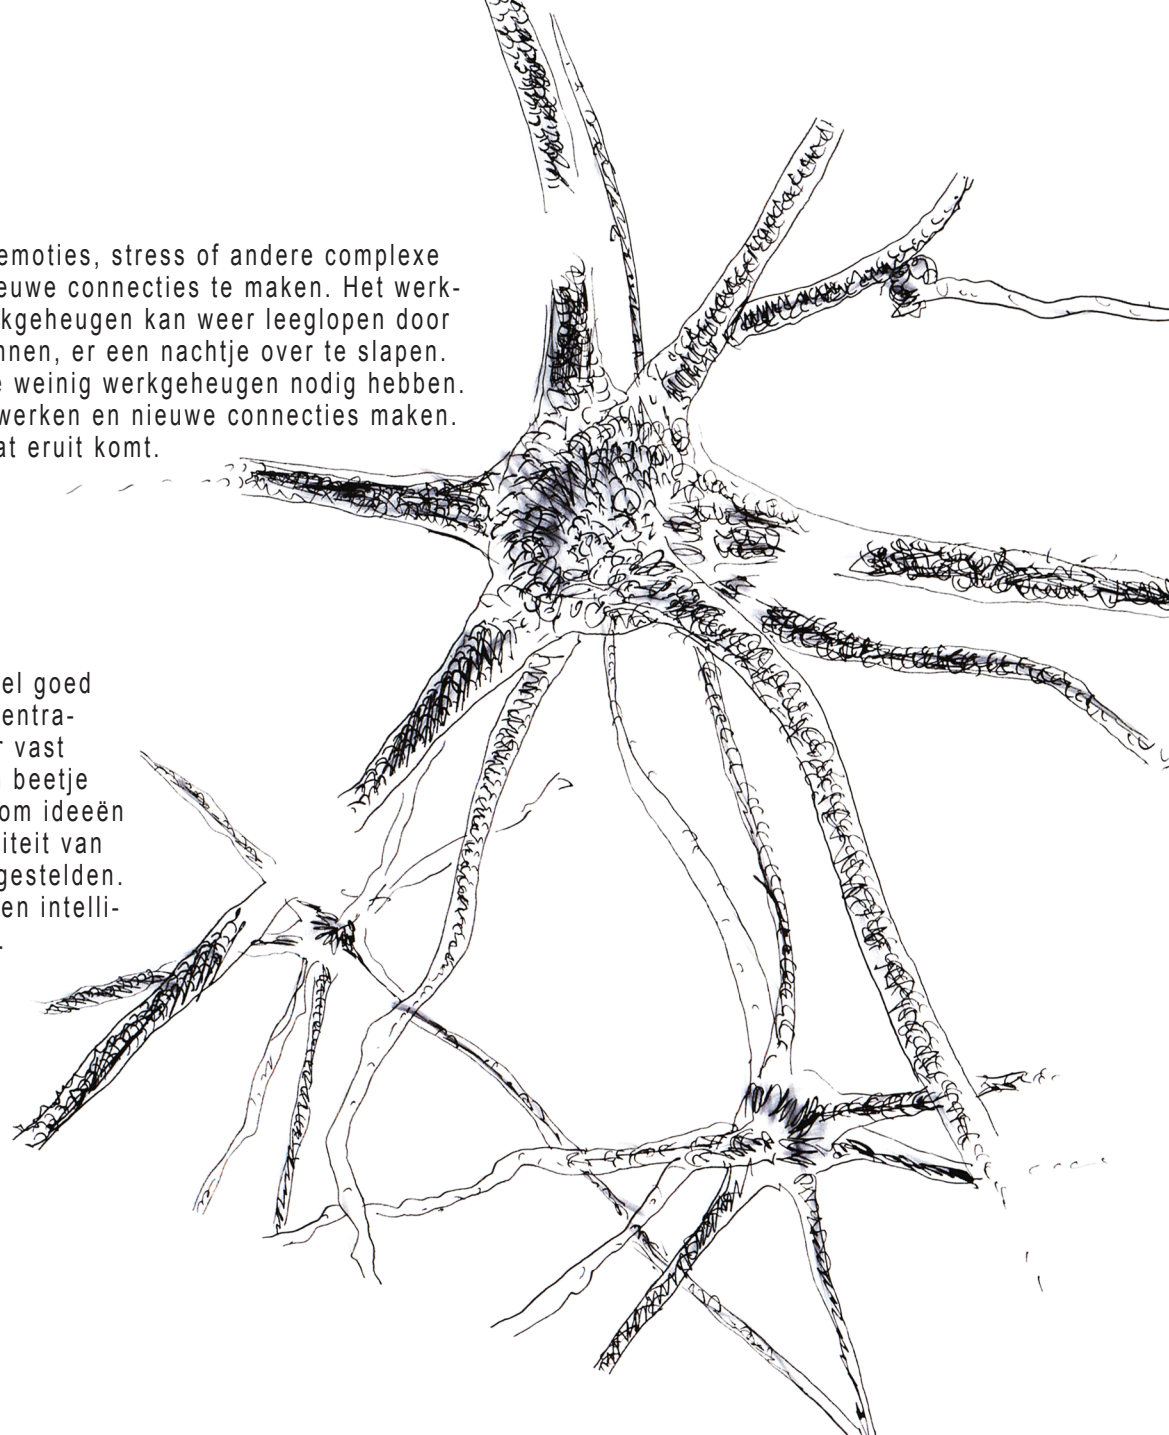 emoties, stress of andere complexe
euwe connecties te maken. Het werk-
kgeheugen kan weer leeglopen door
nnen, er een nachtje over te slapen.
e weinig werkgeheugen nodig hebben.
werken en nieuwe connecties maken.
at eruit komt.
el goed
entra-
r vast
n beetje
om ideeën
iteit van
gestelden.
en intelli-
.